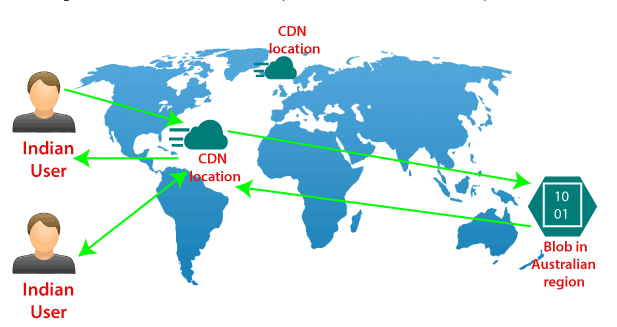 CDN
location
Indian
User
CDN
location
10
01
Blob in
Australian
region
Indian
User